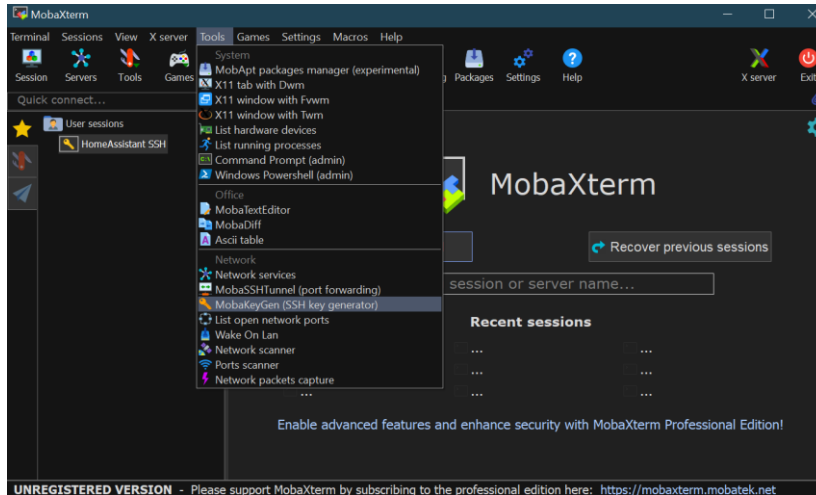 MobaXterm
Terminal Sessions View X server Tools Games Settings Macros Help
Session Servers Tools Games Packages Settings Help X server Exit
Quick connect...
User sessions
HomeAssistant SSH
System
MobApt packages manager (experimental)
X11 tab with Dwm
X11 window with Fvwm
X11 window with Twm
List hardware devices
List running processes
Command Prompt (admin)
Windows Powershell (admin)
Office
MobaTextEditor
MobaDiff
Ascii table
Network
Network services
MobaSSHTunnel (port forwarding)
MobaKeyGen (SSH key generator)
List open network ports
Wake On Lan
Network scanner
Ports scanner
Network packets capture
MobaXterm
Recover previous sessions
session or server name...
Recent sessions
... ...
... ...
... ... ...
Enable advanced features and enhance security with MobaXterm Professional Edition!
UNREGISTERED VERSION - Please support MobaXterm by subscribing to the professional edition here: https://mobaxterm.mobatek.net